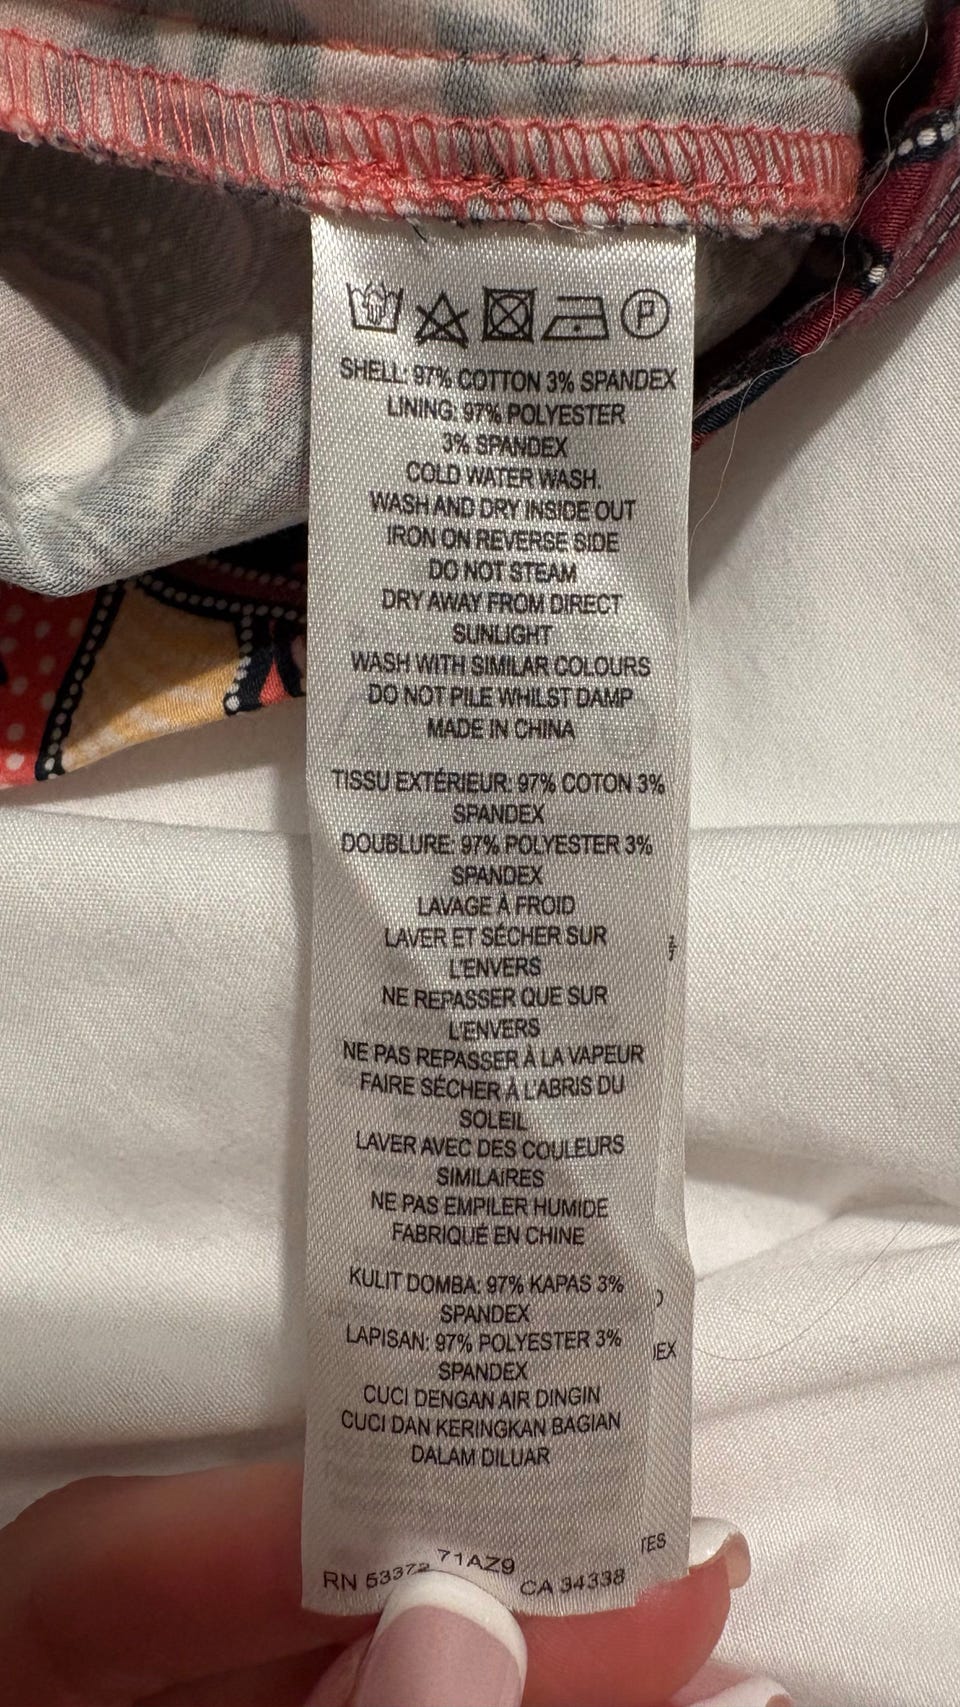 P
SHELL: 97% COTTON 3% SPANDEX
LINING: 97% POLYESTER
3% SPANDEX
COLD WATER WASH.
WASH AND DRY INSIDE OUT
IRON ON REVERSE SIDE
DO NOT STEAM
DRY AWAY FROM DIRECT
SUNLIGHT
WASH WITH SIMILAR COLOURS
DO NOT PILE WHILST DAMP
MADE IN CHINA
TISSU EXTÉRIEUR: 97% COTON 3%
SPANDEX
DOUBLURE: 97% POLYESTER 3%
SPANDEX
LAVAGE À FROID
LAVER ET SÉCHER SUR
L'ENVERS
NE REPASSER QUE SUR
L'ENVERS
NE PAS REPASSER À LA VAPEUR
FAIRE SÉCHER À L'ABRIS DU
SOLEIL
LAVER AVEC DES COULEURS
SIMILAIRES
NE PAS EMPILER HUMIDE
FABRIQUÉ EN CHINE
KULIT DOMBA: 97% KAPAS 3%
SPANDEX
LAPISAN: 97% POLYESTER 3%
SPANDEX
CUCI DENGAN AIR DINGIN
CUCI DAN KERINGKAN BAGIAN
DALAM DILUAR
71AZ9
RN 53372
CA 34338